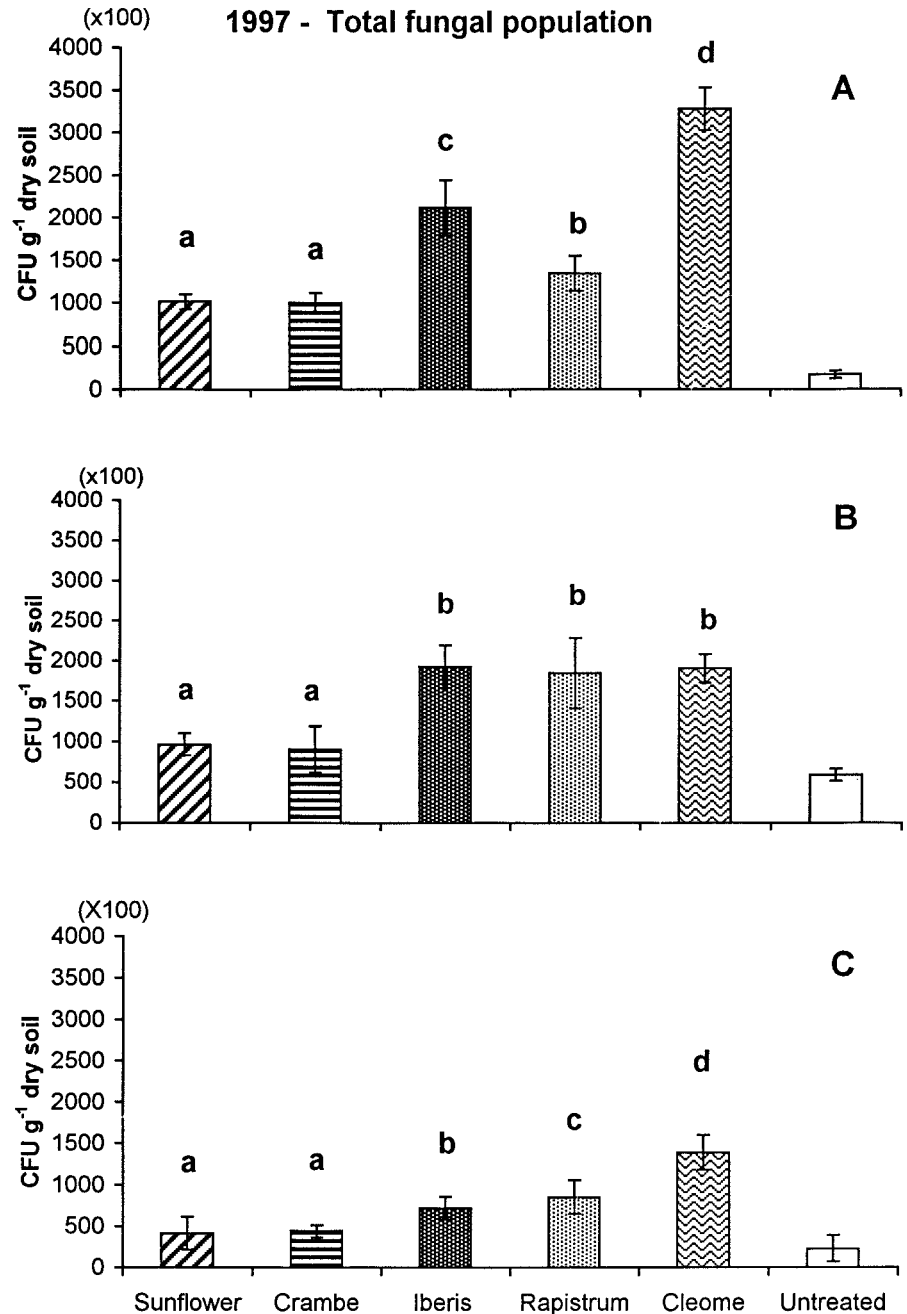 (x100)
1997 - Total fungal population
4000
3500
3000
2500
2000
1500
1000
500
0
CFU g⁻¹ dry soil
a
a
c
b
d
A
(x100)
4000
3500
3000
2500
2000
1500
1000
500
0
CFU g⁻¹ dry soil
a
a
b
b
b
B
(X100)
4000
3500
3000
2500
2000
1500
1000
500
0
CFU g⁻¹ dry soil
a
a
b
c
d
C
Sunflower Crambe Iberis Rapistrum Cleome Untreated